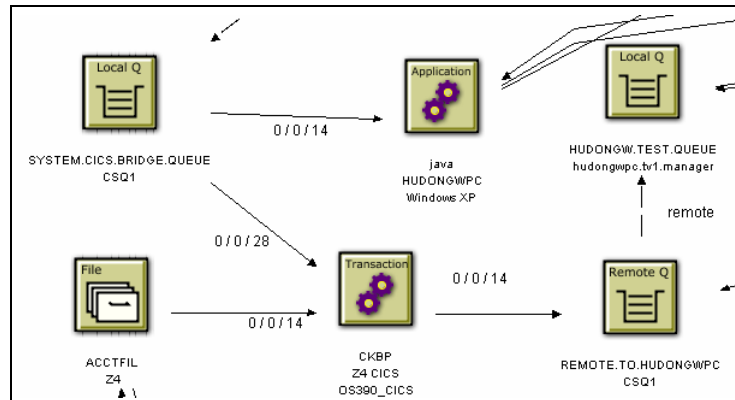 Local Q
SYSTEM.CICS.BRIDGE.QUEUE
CSQ1
0/0/14
Application
java
HUDONGWPC
Windows XP
Local Q
HUDONGW.TEST.QUEUE
hudongwpc.tv1.manager
remote
0/0/28
File
ACCTFIL
Z4
0/0/14
Transaction
CKBP
Z4 CICS
OS390_CICS
0/0/14
Remote Q
REMOTE.TO.HUDONGWPC
CSQ1